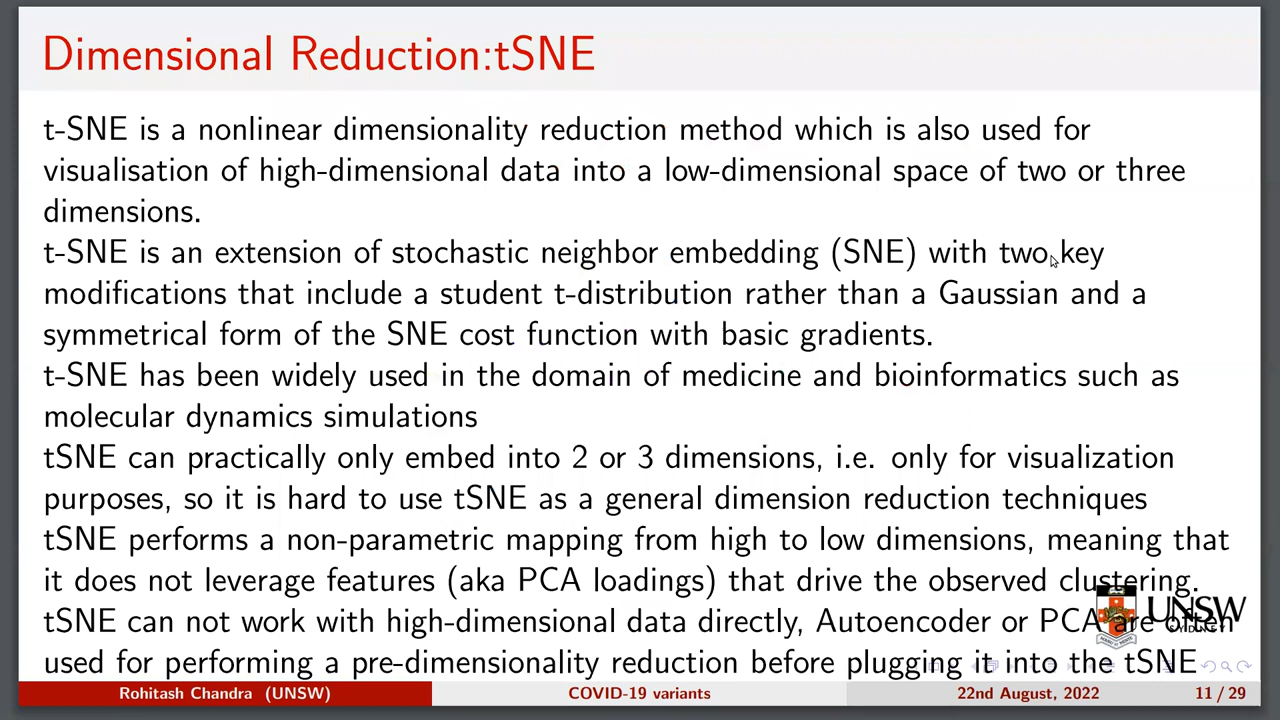 Dimensional Reduction:tSNE
t-SNE is a nonlinear dimensionality reduction method which is also used for
visualisation of high-dimensional data into a low-dimensional space of two or three
dimensions.
t-SNE is an extension of stochastic neighbor embedding (SNE) with two key
modifications that include a student t-distribution rather than a Gaussian and a
symmetrical form of the SNE cost function with basic gradients.
t-SNE has been widely used in the domain of medicine and bioinformatics such as
molecular dynamics simulations
tSNE can practically only embed into 2 or 3 dimensions, i.e. only for visualization
purposes, so it is hard to use tSNE as a general dimension reduction techniques
tSNE performs a non-parametric mapping from high to low dimensions, meaning that
it does not leverage features (aka PCA loadings) that drive the observed clustering.
tSNE can not work with high-dimensional data directly, Autoencoder or PCA are often
used for performing a pre-dimensionality reduction before plugging it into the tSNE
UNSW
SYDNEY
Rohitash Chandra (UNSW) COVID-19 variants 22nd August, 2022 11 / 29